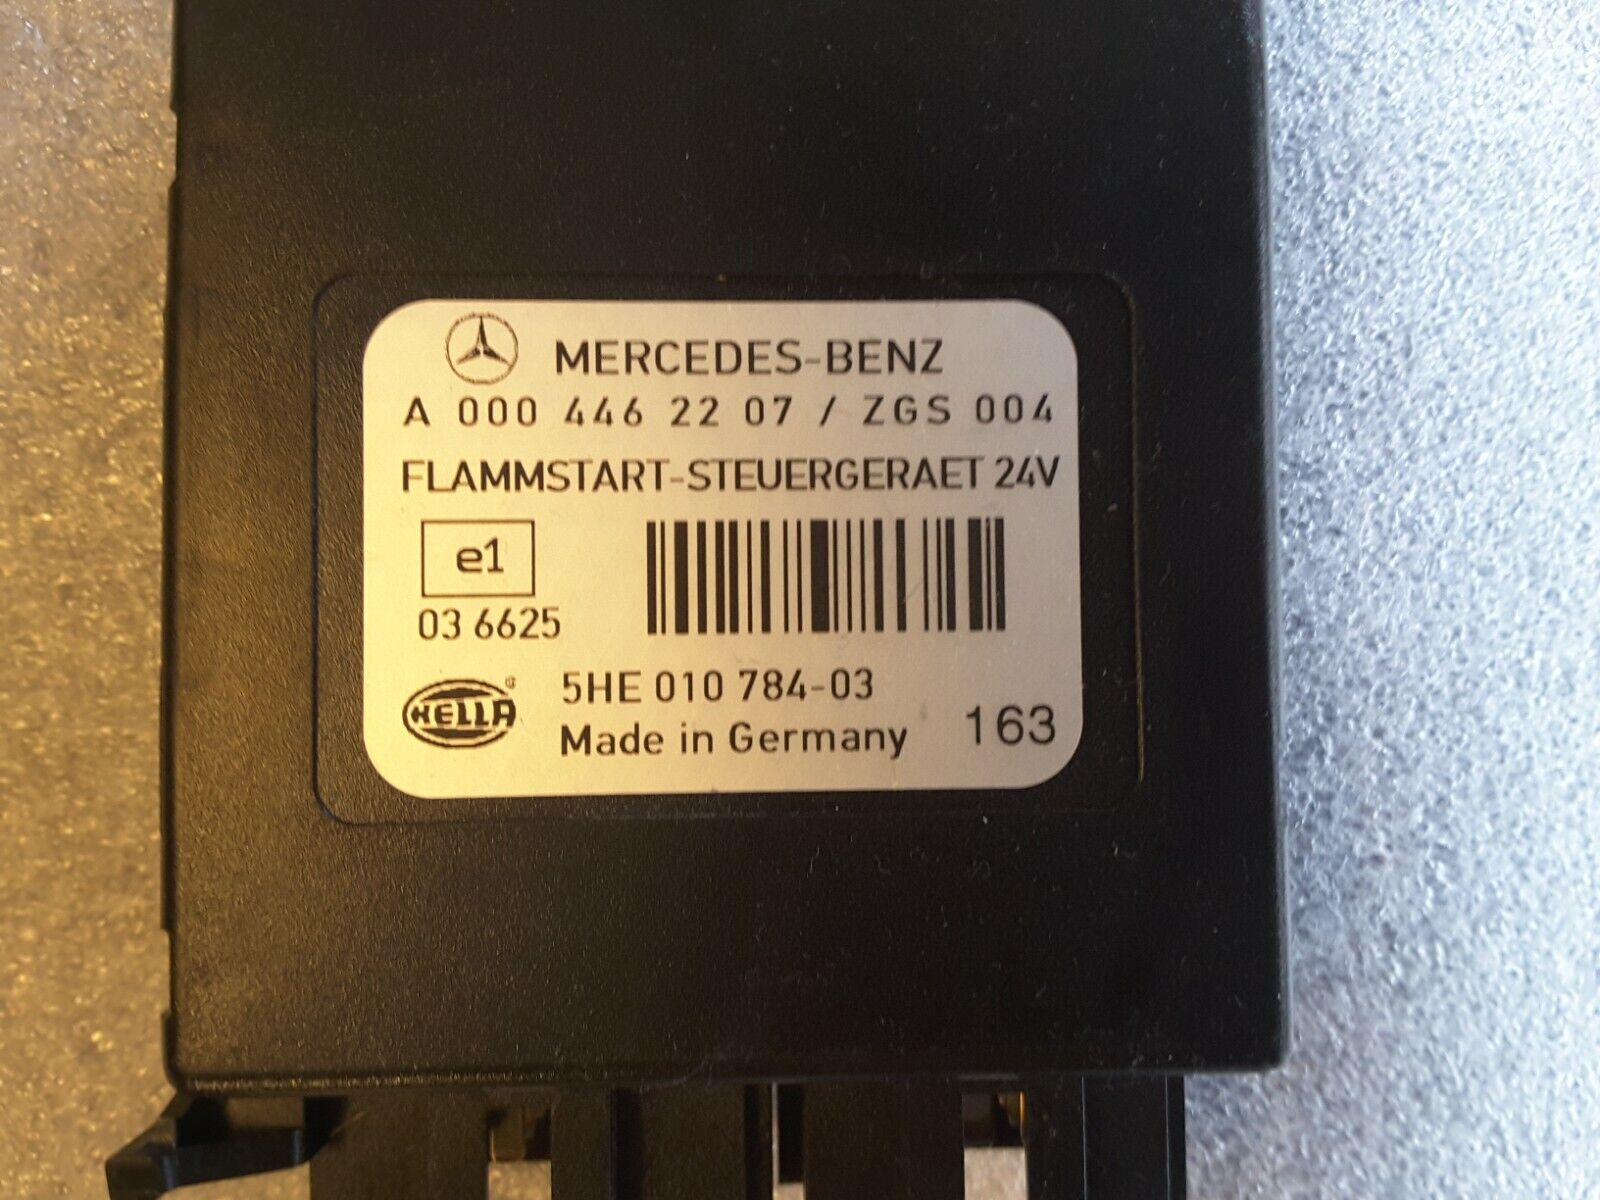 MERCEDES-BENZ
A 000 446 22 07 / ZGS 004
FLAMMSTART-STEUERGERAET 24V
e1
03 6625
HELLA ®
5HE 010 784-03
Made in Germany 163